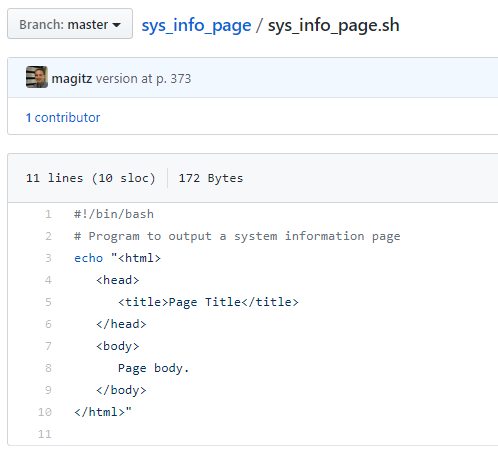 Branch: master
sys_info_page / sys_info_page.sh
magitz version at p. 373
1 contributor
11 lines (10 sloc) 172 Bytes
1 #!/bin/bash
2 # Program to output a system information page
3 echo "<html>
4 <head>
5 <title>Page Title</title>
6 </head>
7 <body>
8 Page body.
9 </body>
10 </html>"
11